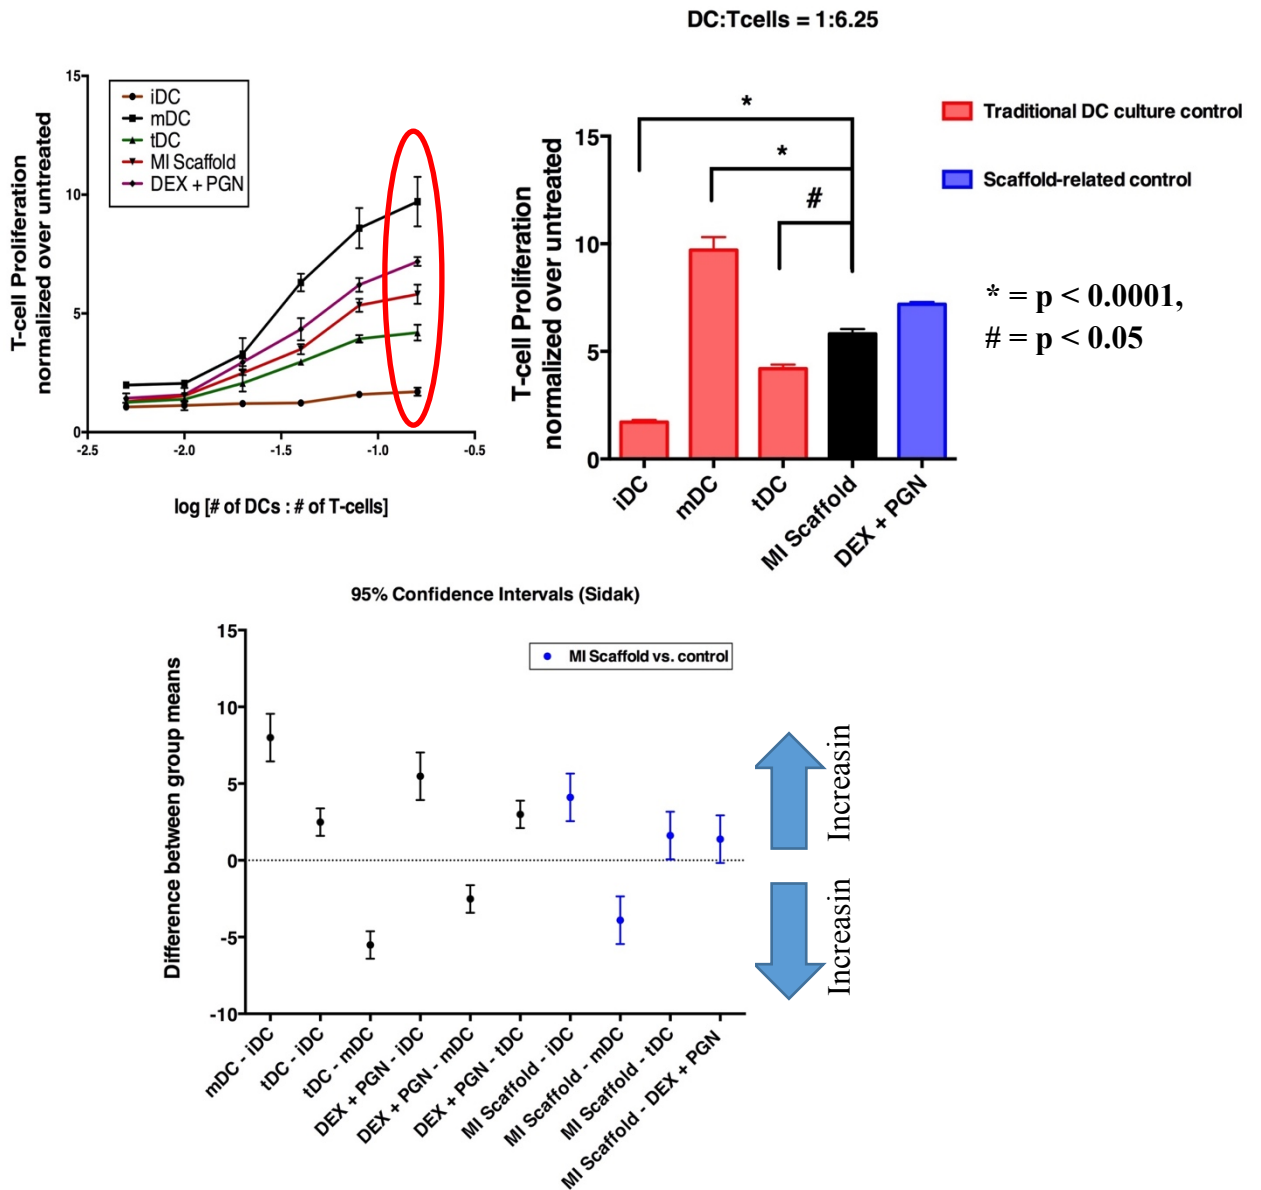 DC:Tcells = 1:6.25
T-cell Proliferation
normalized over untreated
15
10
5
0
iDC
mDC
tDC
MI Scaffold
DEX + PGN
-2.5
-2.0
-1.5
-1.0
-0.5
log [# of DCs : # of T-cells]
T-cell Proliferation
normalized over untreated
15
10
5
0
*
*
#
iDC
mDC
tDC
MI Scaffold
DEX + PGN
Traditional DC culture control
Scaffold-related control
* = p < 0.0001,
# = p < 0.05
95% Confidence Intervals (Sidak)
Difference between group means
15
10
5
0
-5
-10
MI Scaffold vs. control
mDC - iDC
tDC - iDC
tDC - mDC
DEX + PGN - iDC
DEX + PGN - mDC
DEX + PGN - tDC
MI Scaffold - iDC
MI Scaffold - mDC
MI Scaffold - tDC
MI Scaffold - DEX + PGN
Increasin
Increasin